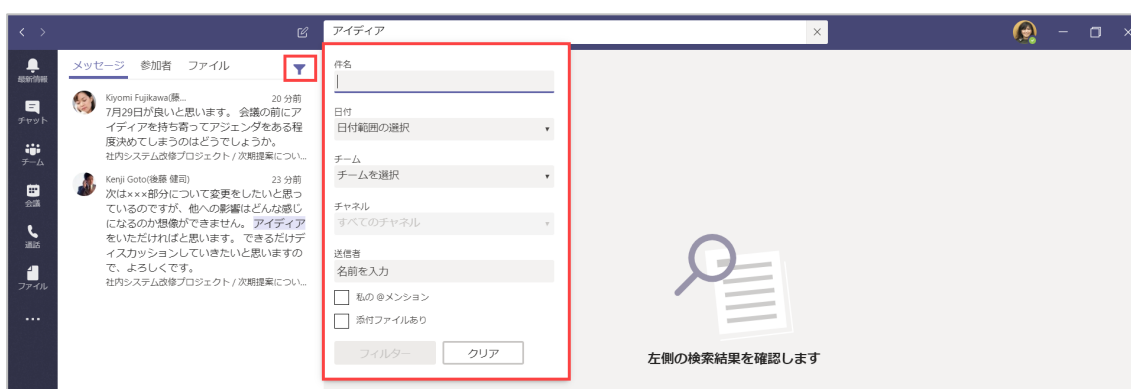 アイディア
最新情報
チャット
チーム
会議
通話
ファイル
メッセージ 参加者 ファイル
Kiyomi Fujikawa(藤... 20 分前
7月29日が良いと思います。 会議の前にア
イディアを持ち寄ってアジェンダをある程
度決めてしまうのはどうでしょうか。
社内システム改修プロジェクト / 次期提案につい...
Kenji Goto(後藤 健司) 23 分前
次は×××部分について変更をしたいと思っ
ているのですが、他への影響はどんな感じ
になるのか想像ができません。 アイディア
をいただければと思います。 できるだけデ
ィスカッションしていきたいと思いますの
で、よろしくです。
社内システム改修プロジェクト / 次期提案につい...
件名
日付
日付範囲の選択
チーム
チームを選択
チャネル
すべてのチャネル
送信者
名前を入力
私の @メンション
添付ファイルあり
フィルター クリア
左側の検索結果を確認します